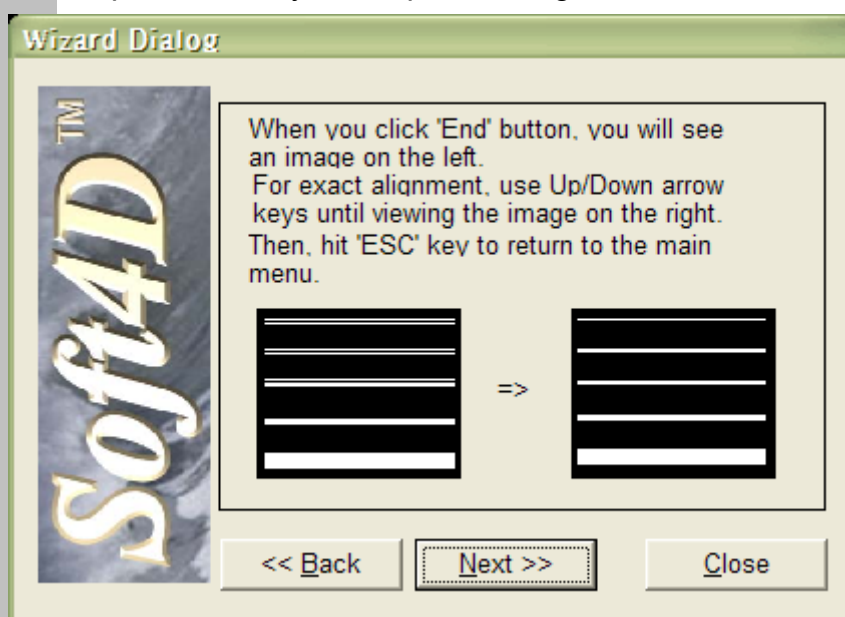 Wizard Dialog
Soft4D™
When you click 'End' button, you will see
an image on the left.
For exact alignment, use Up/Down arrow
keys until viewing the image on the right.
Then, hit 'ESC' key to return to the main
menu.
=>
<< Back
Next >>
Close